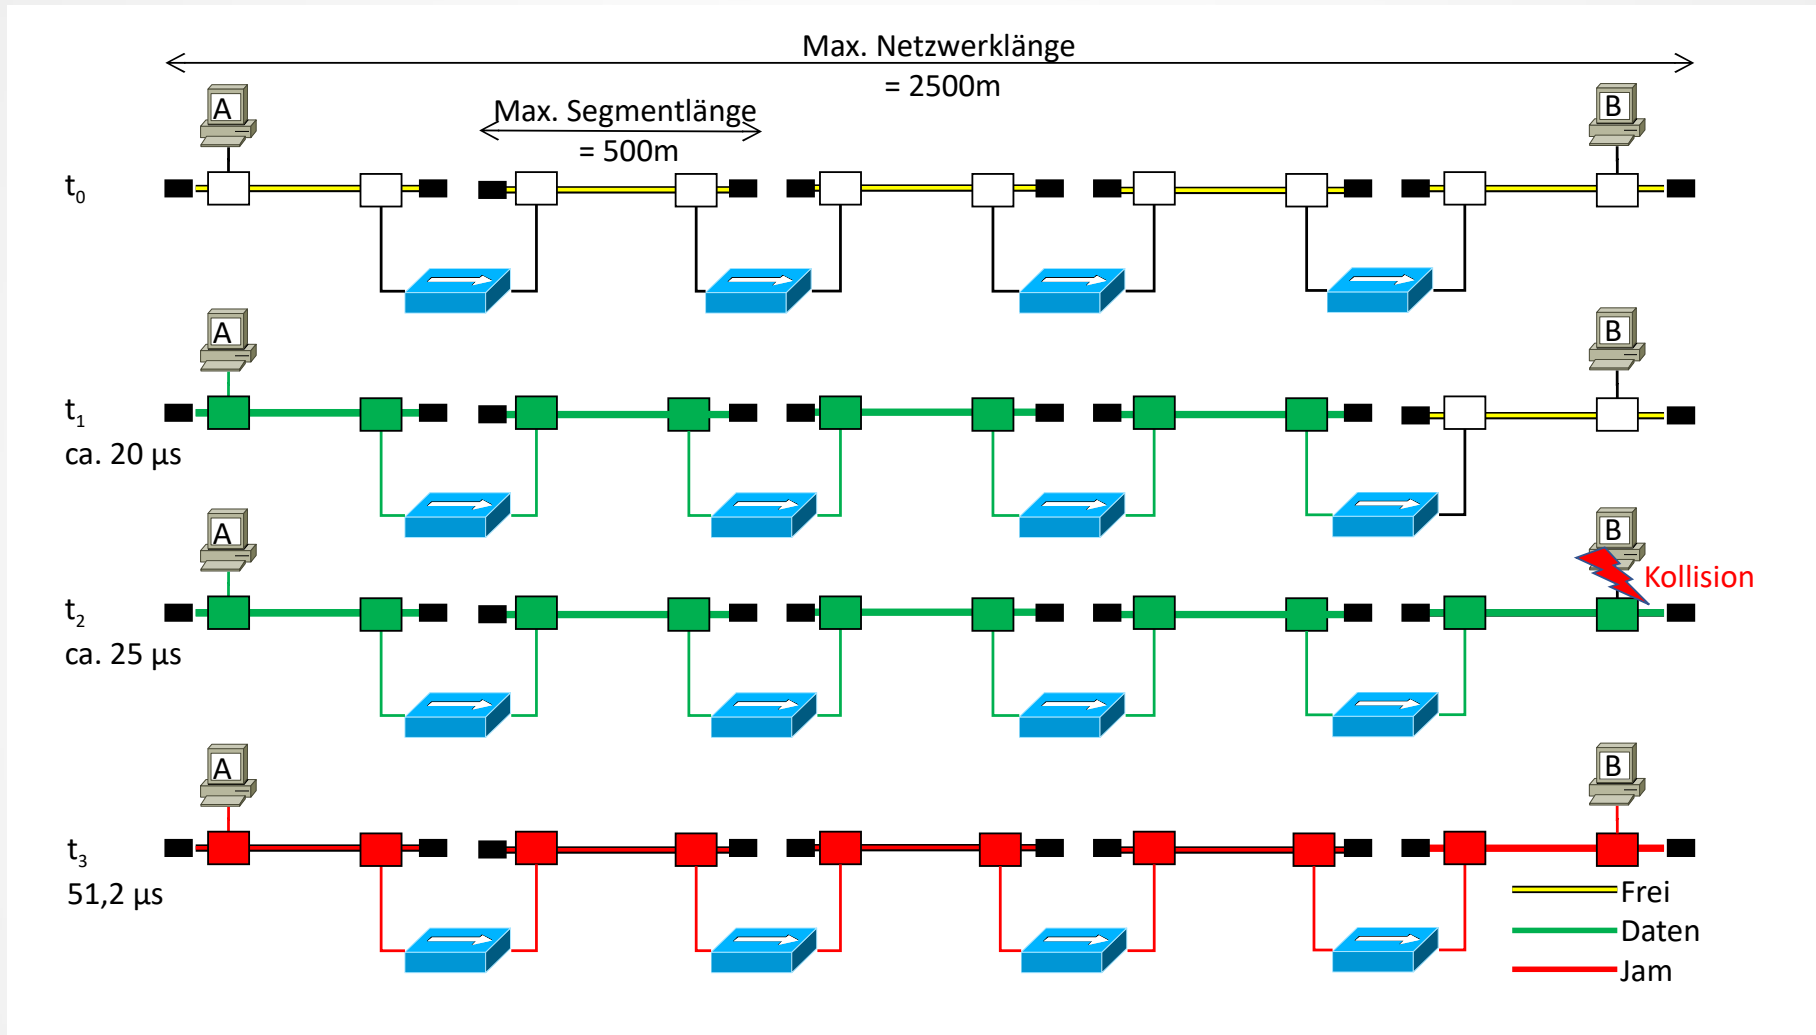 Max. Netzwerklänge
= 2500m
A
Max. Segmentlänge
= 500m
B
t0
A
B
t1
ca. 20 µs
A
B
Kollision
t2
ca. 25 µs
A
B
t3
51,2 µs
Frei
Daten
Jam